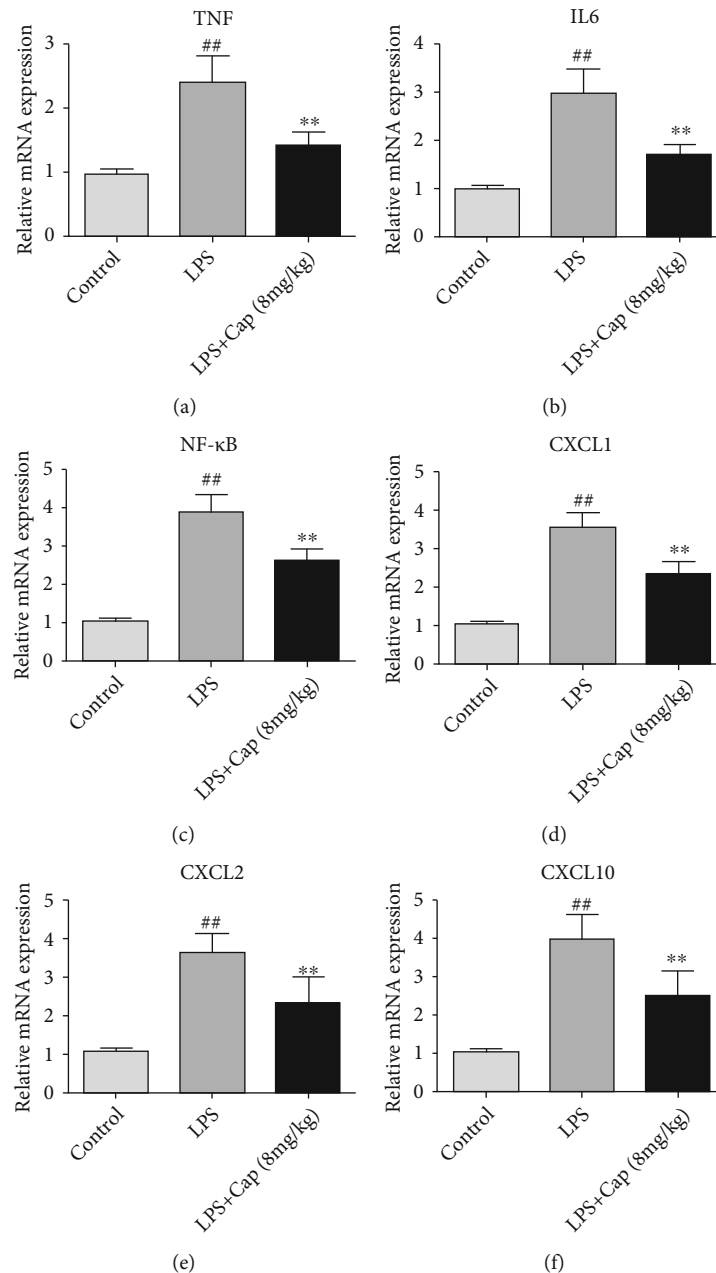 TNF
Relative mRNA expression
3
2
1
0
##
**
Control
LPS
LPS+Cap (8mg/kg)
(a)
IL6
Relative mRNA expression
4
3
2
1
0
##
**
Control
LPS
LPS+Cap (8mg/kg)
(b)
NF-κB
Relative mRNA expression
5
4
3
2
1
0
##
**
Control
LPS
LPS+Cap (8mg/kg)
(c)
CXCL1
Relative mRNA expression
5
4
3
2
1
0
##
**
Control
LPS
LPS+Cap (8mg/kg)
(d)
CXCL2
Relative mRNA expression
5
4
3
2
1
0
##
**
Control
LPS
LPS+Cap (8mg/kg)
(e)
CXCL10
Relative mRNA expression
5
4
3
2
1
0
##
**
Control
LPS
LPS+Cap (8mg/kg)
(f)